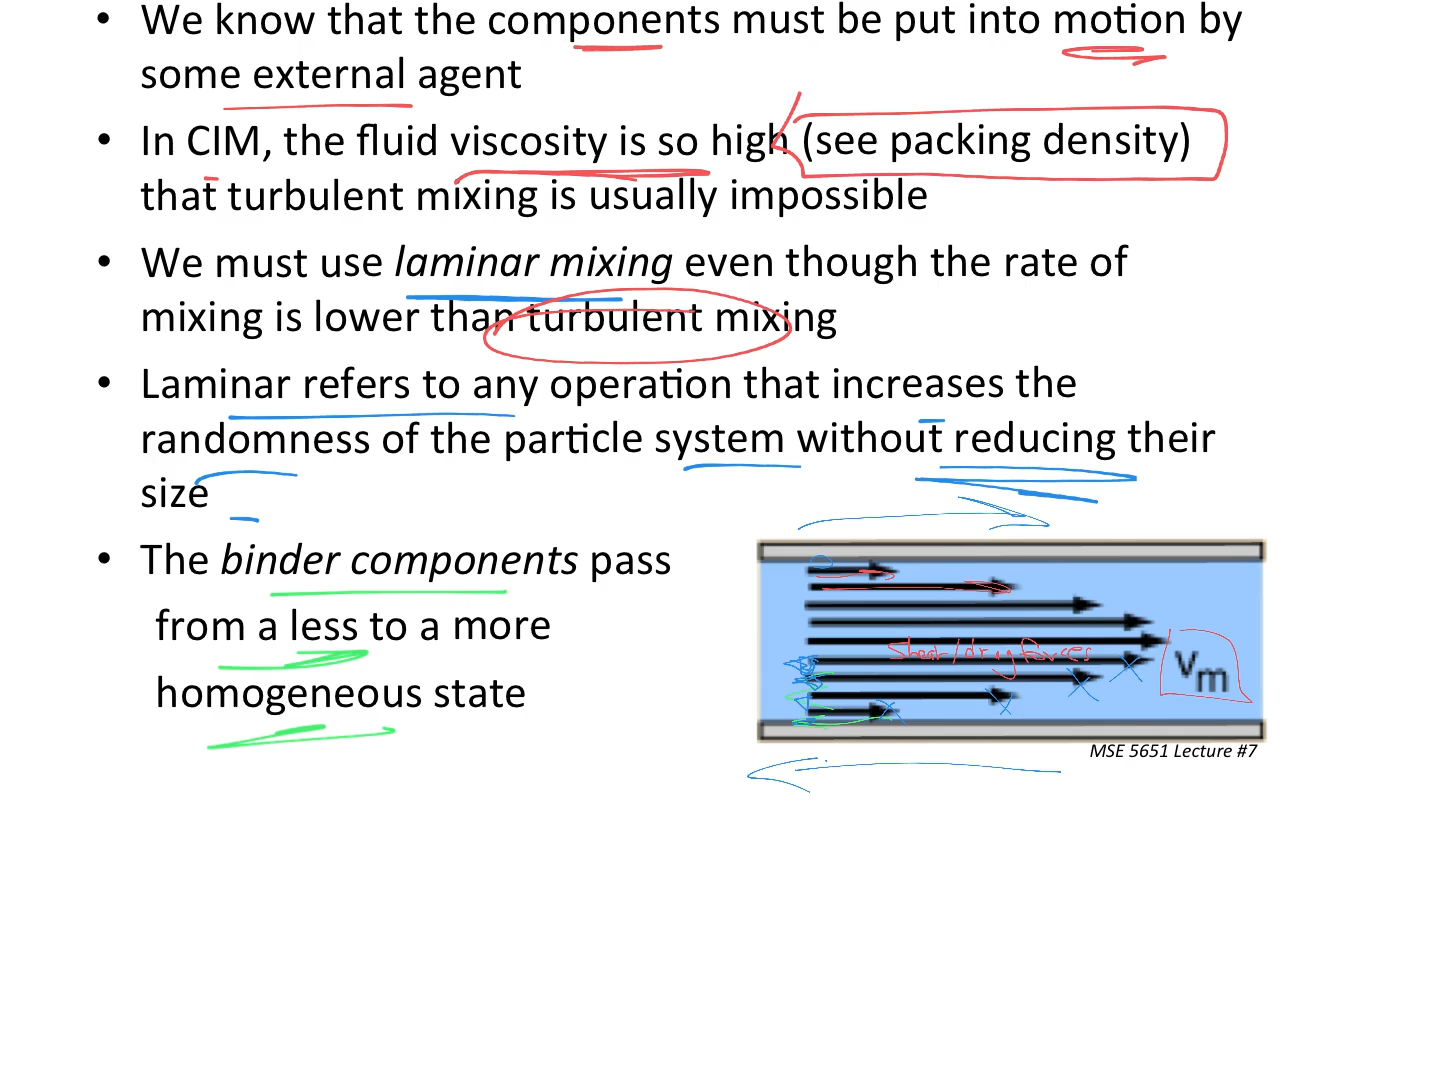 • We know that the components must be put into motion by
some external agent
• In CIM, the fluid viscosity is so high (see packing density)
that turbulent mixing is usually impossible
• We must use laminar mixing even though the rate of
mixing is lower than turbulent mixing
• Laminar refers to any operation that increases the
randomness of the particle system without reducing their
size
• The binder components pass
from a less to a more
homogeneous state
Shear/drag forces
Vm
MSE 5651 Lecture #7